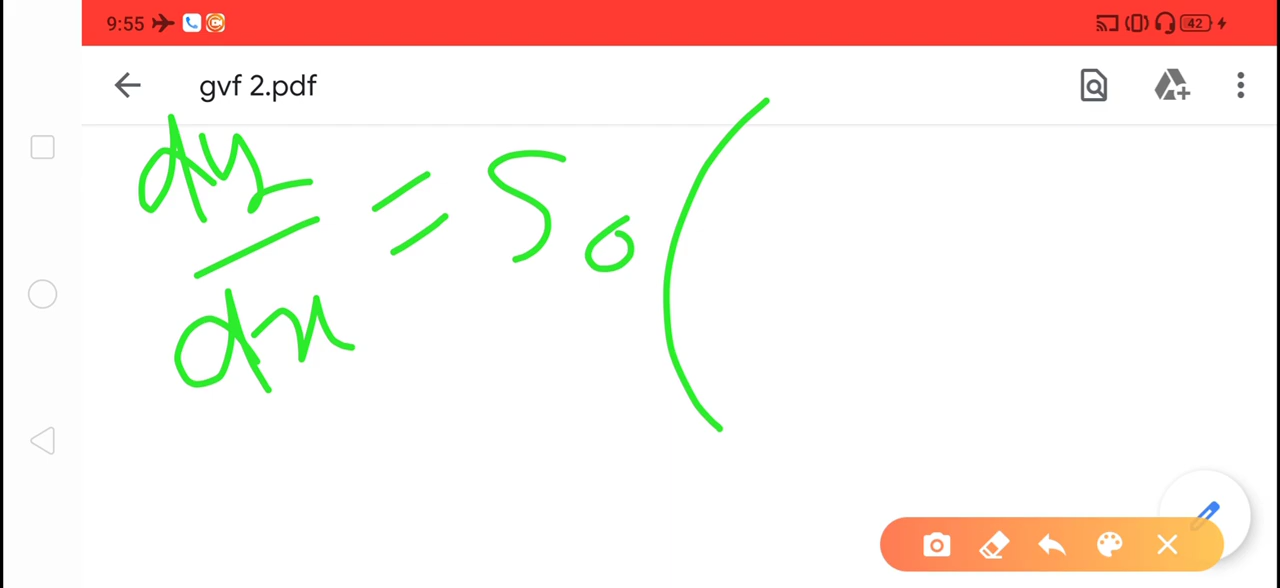 9:55 42
gvf 2.pdf
dy/dx = S₀ (